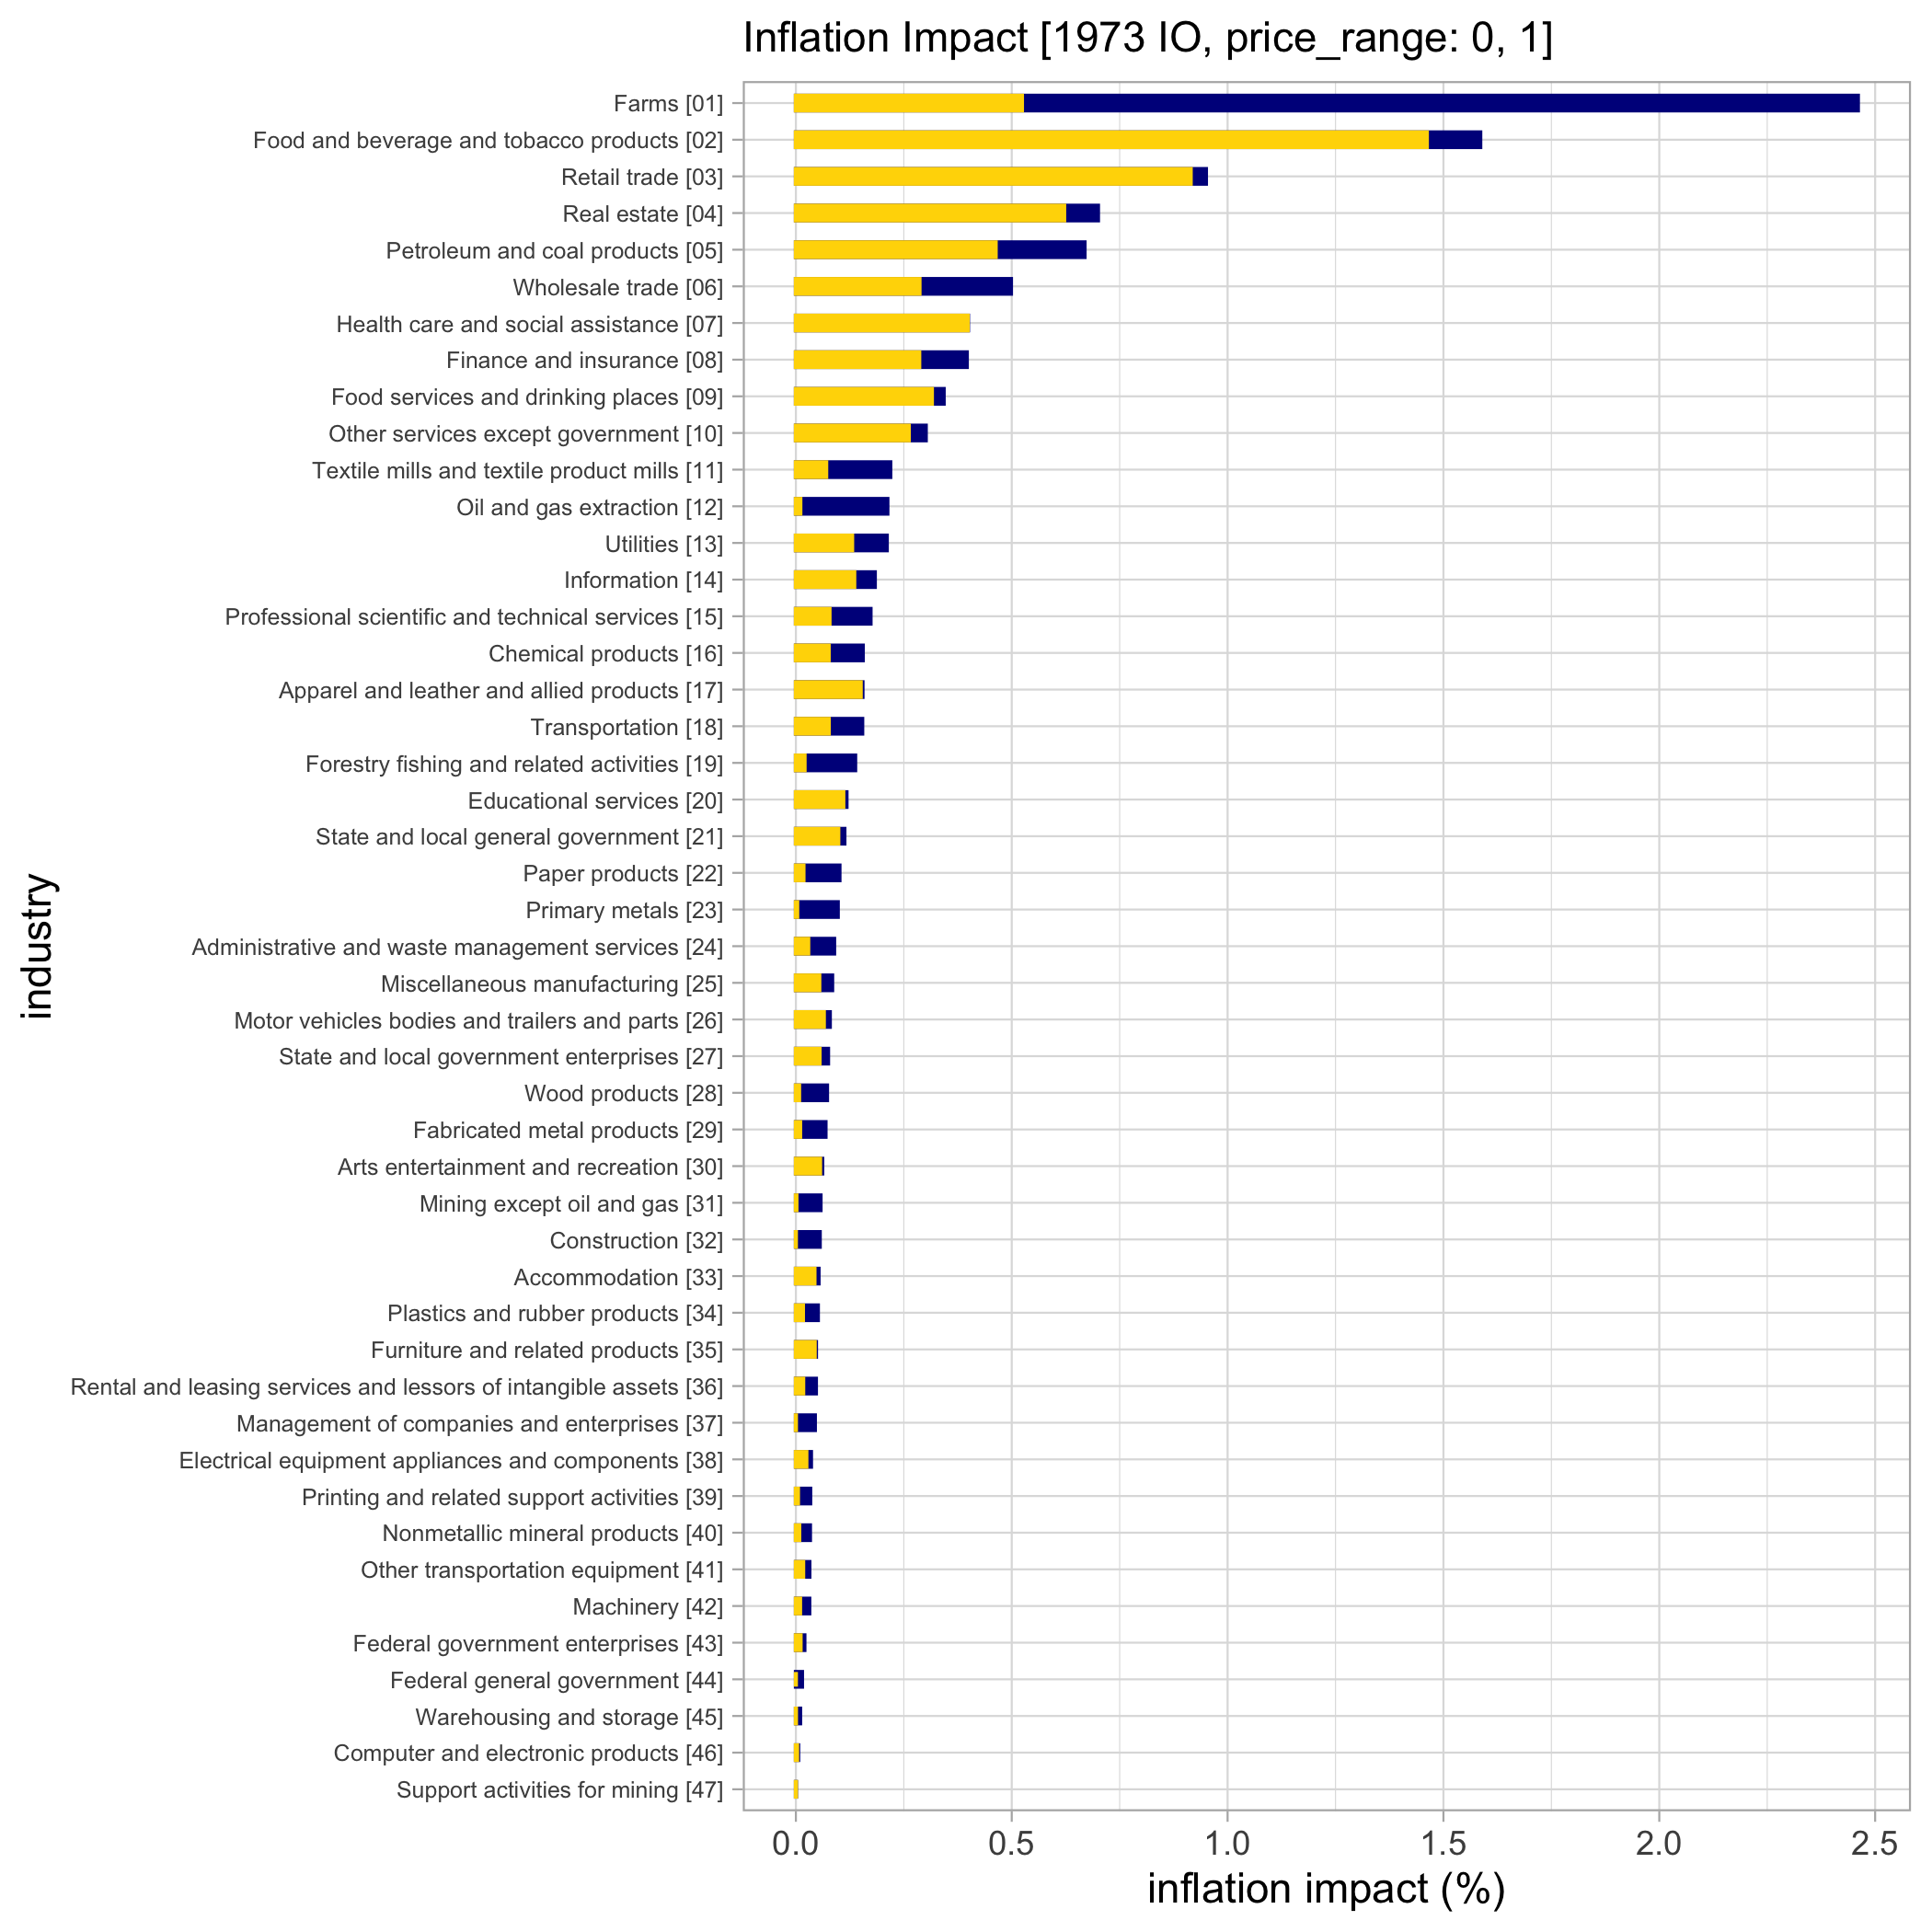 Inflation Impact [1973 IO, price_range: 0, 1]
Farms [01]
Food and beverage and tobacco products [02]
Retail trade [03]
Real estate [04]
Petroleum and coal products [05]
Wholesale trade [06]
Health care and social assistance [07]
Finance and insurance [08]
Food services and drinking places [09]
Other services except government [10]
Textile mills and textile product mills [11]
Oil and gas extraction [12]
Utilities [13]
Information [14]
Professional scientific and technical services [15]
Chemical products [16]
Apparel and leather and allied products [17]
Transportation [18]
Forestry fishing and related activities [19]
Educational services [20]
State and local general government [21]
Paper products [22]
Primary metals [23]
Administrative and waste management services [24]
Miscellaneous manufacturing [25]
Motor vehicles bodies and trailers and parts [26]
State and local government enterprises [27]
Wood products [28]
Fabricated metal products [29]
Arts entertainment and recreation [30]
Mining except oil and gas [31]
Construction [32]
Accommodation [33]
Plastics and rubber products [34]
Furniture and related products [35]
Rental and leasing services and lessors of intangible assets [36]
Management of companies and enterprises [37]
Electrical equipment appliances and components [38]
Printing and related support activities [39]
Nonmetallic mineral products [40]
Other transportation equipment [41]
Machinery [42]
Federal government enterprises [43]
Federal general government [44]
Warehousing and storage [45]
Computer and electronic products [46]
Support activities for mining [47]
industry
0.0 0.5 1.0 1.5 2.0 2.5
inflation impact (%)